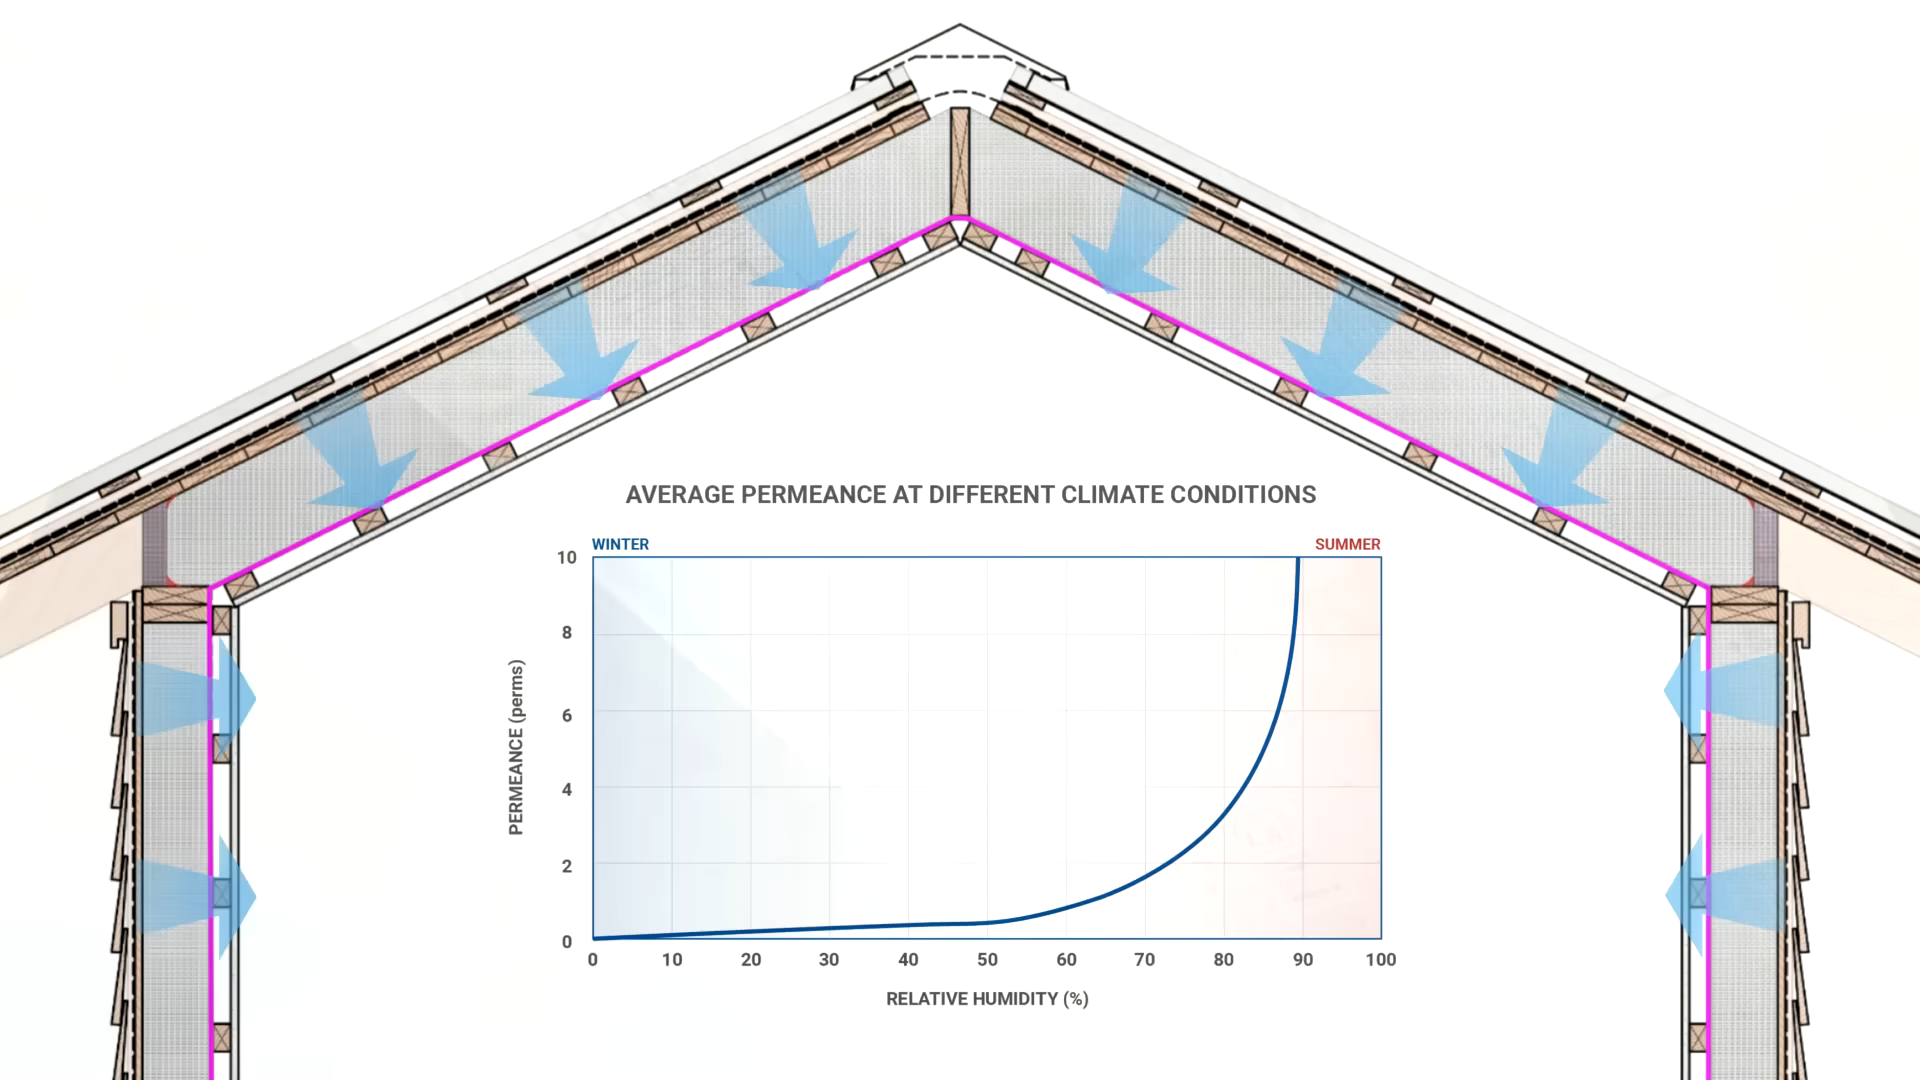 AVERAGE PERMEANCE AT DIFFERENT CLIMATE CONDITIONS
WINTER
SUMMER
PERMEANCE (perms)
10
8
6
4
2
0
0 10 20 30 40 50 60 70 80 90 100
RELATIVE HUMIDITY (%)